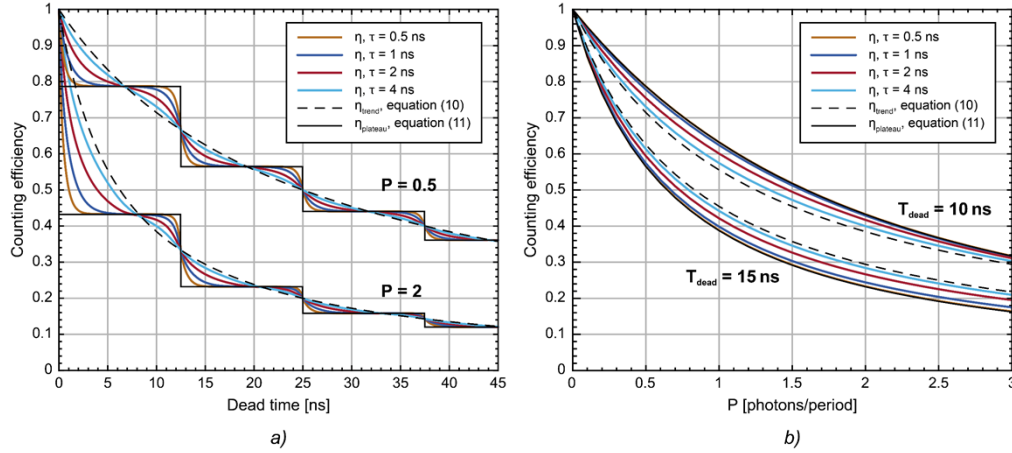 η, τ = 0.5 ns
η, τ = 1 ns
η, τ = 2 ns
η, τ = 4 ns
ηtrend, equation (10)
ηplateau, equation (11)
P = 0.5
P = 2
Counting efficiency
1
0.9
0.8
0.7
0.6
0.5
0.4
0.3
0.2
0.1
0
0 5 10 15 20 25 30 35 40 45
Dead time [ns]
a)
η, τ = 0.5 ns
η, τ = 1 ns
η, τ = 2 ns
η, τ = 4 ns
ηtrend, equation (10)
ηplateau, equation (11)
Tdead = 10 ns
Tdead = 15 ns
Counting efficiency
1
0.9
0.8
0.7
0.6
0.5
0.4
0.3
0.2
0.1
0
0 0.5 1 1.5 2 2.5 3
P [photons/period]
b)